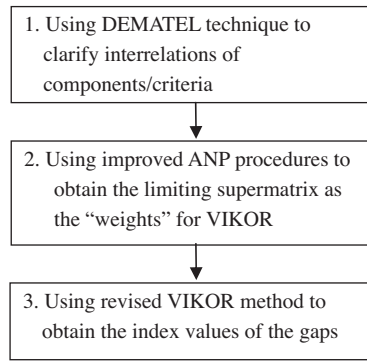 1. Using DEMATEL technique to
clarify interrelations of
components/criteria
2. Using improved ANP procedures to
obtain the limiting supermatrix as
the “weights” for VIKOR
3. Using revised VIKOR method to
obtain the index values of the gaps